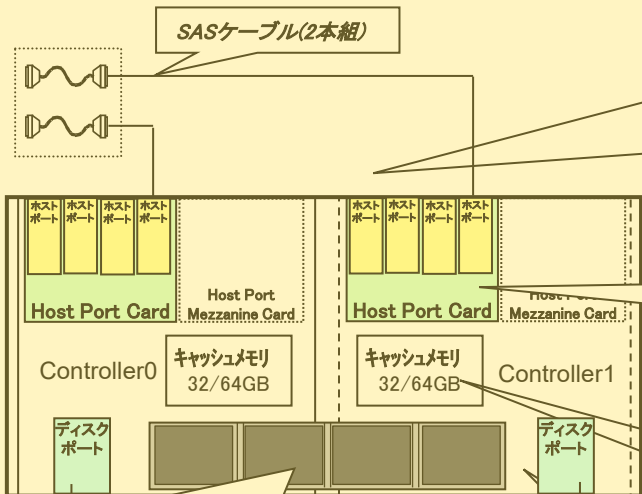 SASケーブル(2本組)
ホスト
ポート
ホスト
ポート
ホスト
ポート
ホスト
ポート
Host Port Card
Host Port
Mezzanine Card
ホスト
ポート
ホスト
ポート
ホスト
ポート
ホスト
ポート
Host Port Card
Mezzanine Card
Controller0
キャッシュメモリ
32/64GB
キャッシュメモリ
32/64GB
Controller1
ディスク
ポート
ディスク
ポート